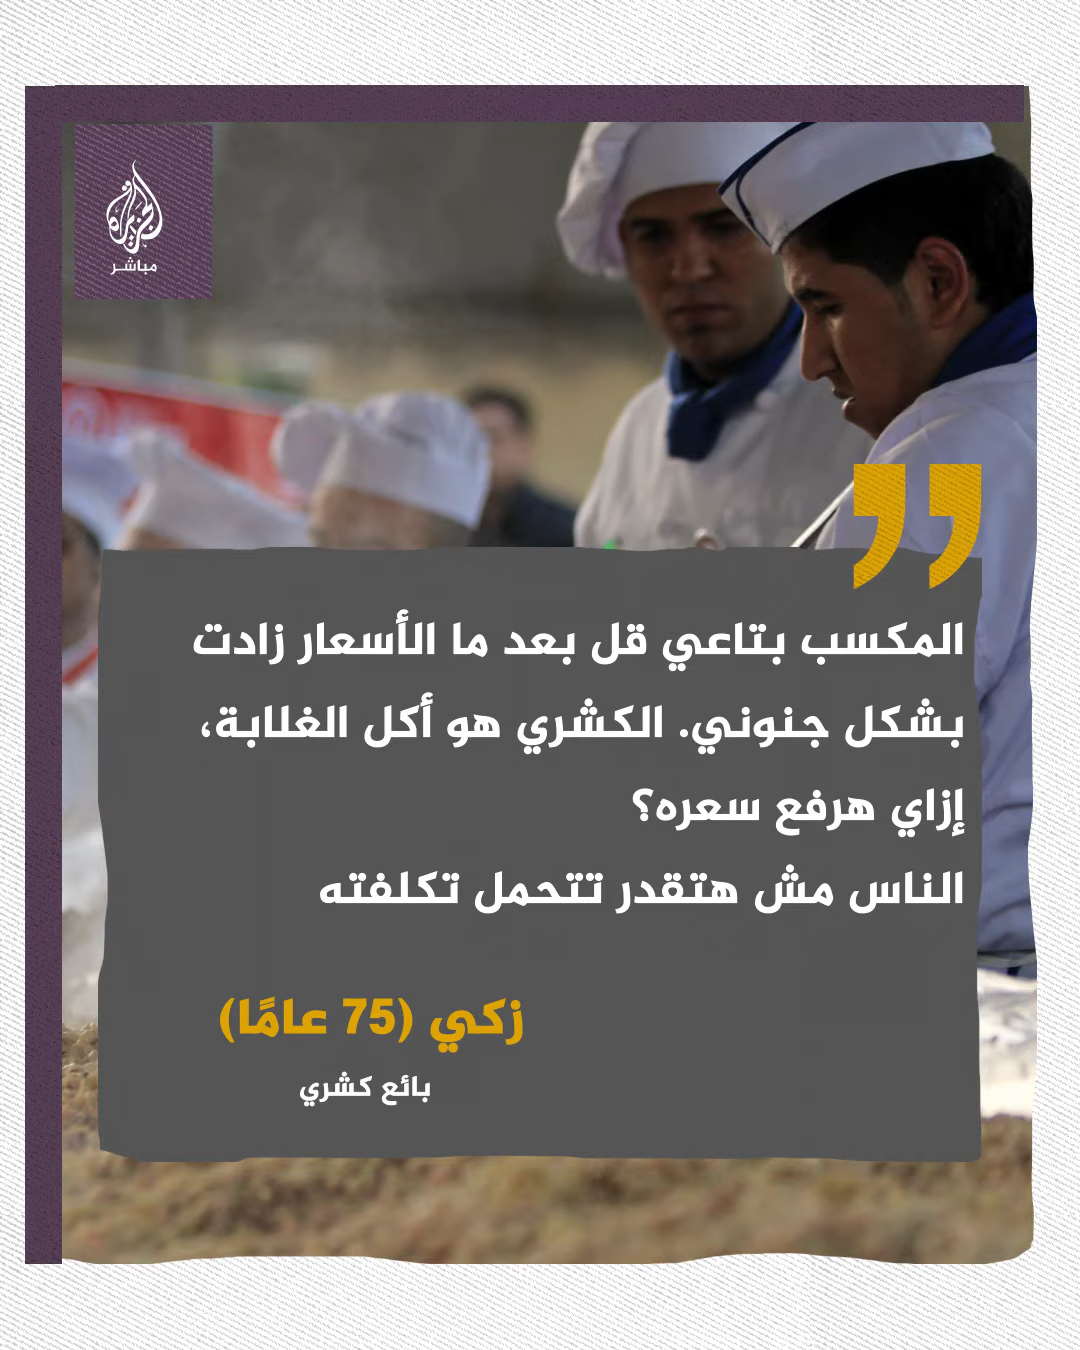 الجزيرة
مباشر
المكسب بتاعي قل بعد ما الأسعار زادت
بشكل جنوني. الكشري هو أكل الغلابة،
إزاي هرفع سعره؟
الناس مش هتقدر تتحمل تكلفته
زكي (75 عامًا)
بائع كشري